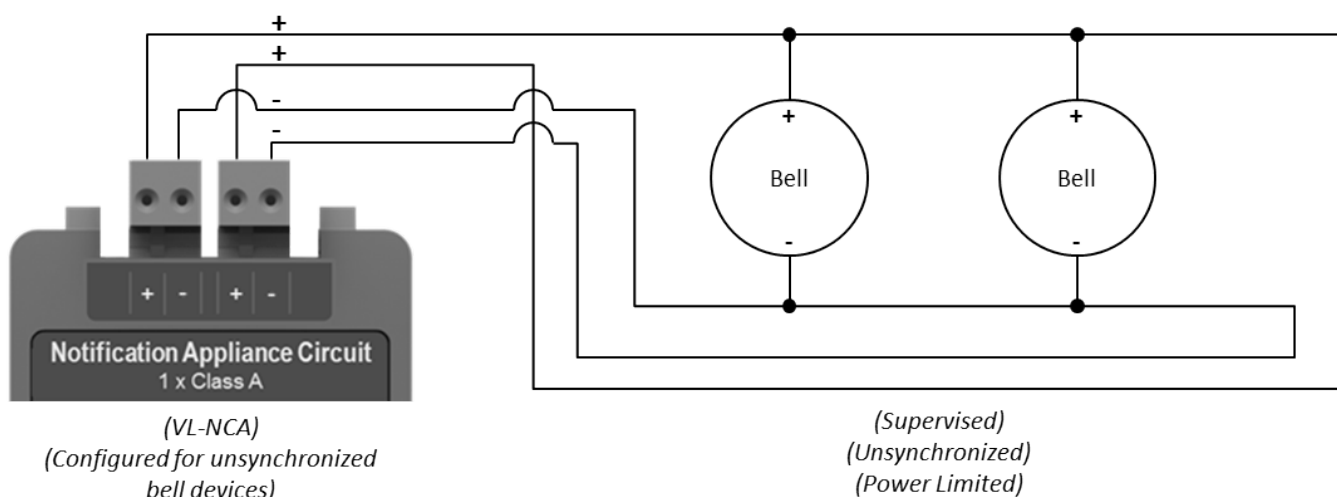 +
+
-
-
+
+
Bell
Bell
-
-
+ - + -
Notification Appliance Circuit
1 x Class A
(VL-NCA)
(Configured for unsynchronized
bell devices)
(Supervised)
(Unsynchronized)
(Power Limited)